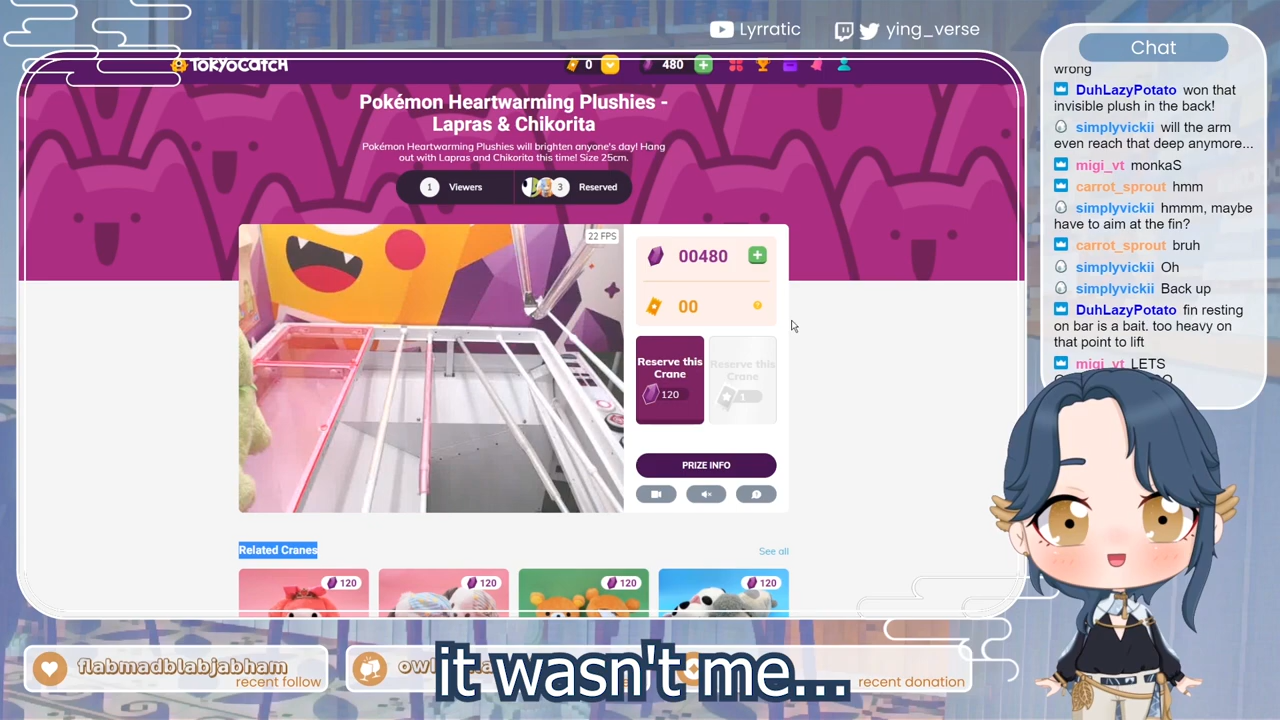 Lyrratic
ying_verse
TOKYOCATCH
0
480
Pokémon Heartwarming Plushies -
Lapras & Chikorita
Pokémon Heartwarming Plushies will brighten anyone's day! Hang
out with Lapras and Chikorita this time! Size 25cm.
1 Viewers
3 Reserved
22 FPS
00480
00
Reserve this
Crane
120
Reserve this
Crane
1
PRIZE INFO
Related Cranes
See all
120
120
120
120
Chat
wrong
DuhLazyPotato won that
invisible plush in the back!
simplyvickii will the arm
even reach that deep anymore...
migi_vt monkaS
carrot_sprout hmm
simplyvickii hmmm, maybe
have to aim at the fin?
carrot_sprout bruh
simplyvickii Oh
simplyvickii Back up
DuhLazyPotato fin resting
on bar is a bait. too heavy on
that point to lift
migi_vt LETS
flabmadblabjabham
recent follow
owl
recent donation
it wasn't me...